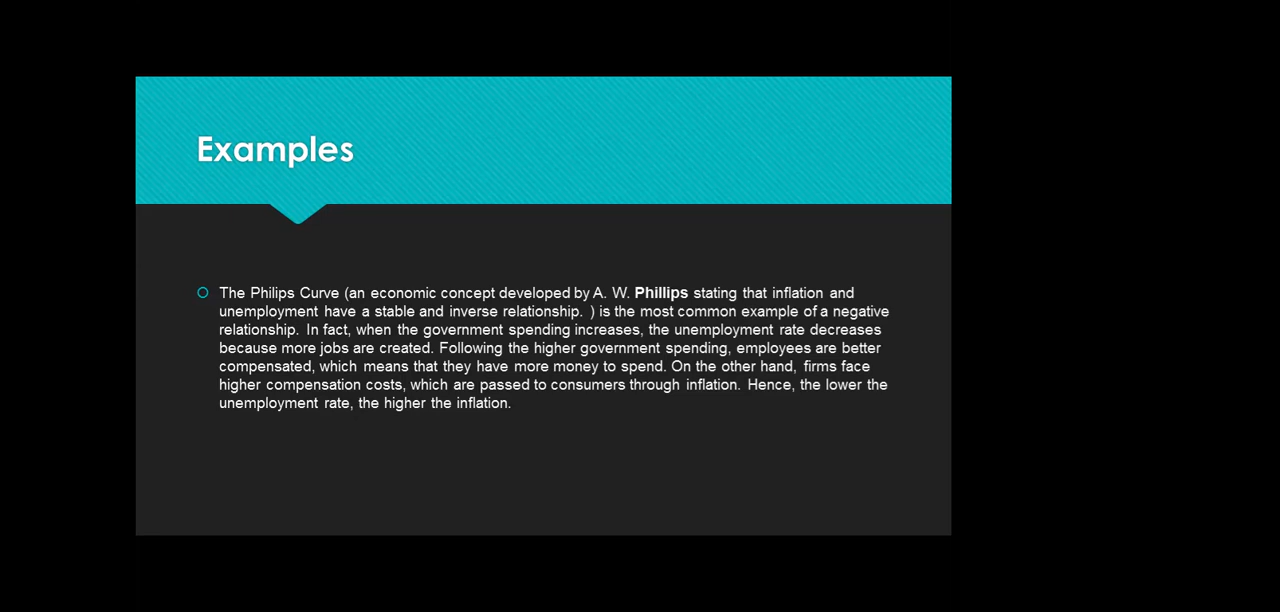 Examples
The Philips Curve (an economic concept developed by A. W. Phillips stating that inflation and
unemployment have a stable and inverse relationship. ) is the most common example of a negative
relationship. In fact, when the government spending increases, the unemployment rate decreases
because more jobs are created. Following the higher government spending, employees are better
compensated, which means that they have more money to spend. On the other hand, firms face
higher compensation costs, which are passed to consumers through inflation. Hence, the lower the
unemployment rate, the higher the inflation.